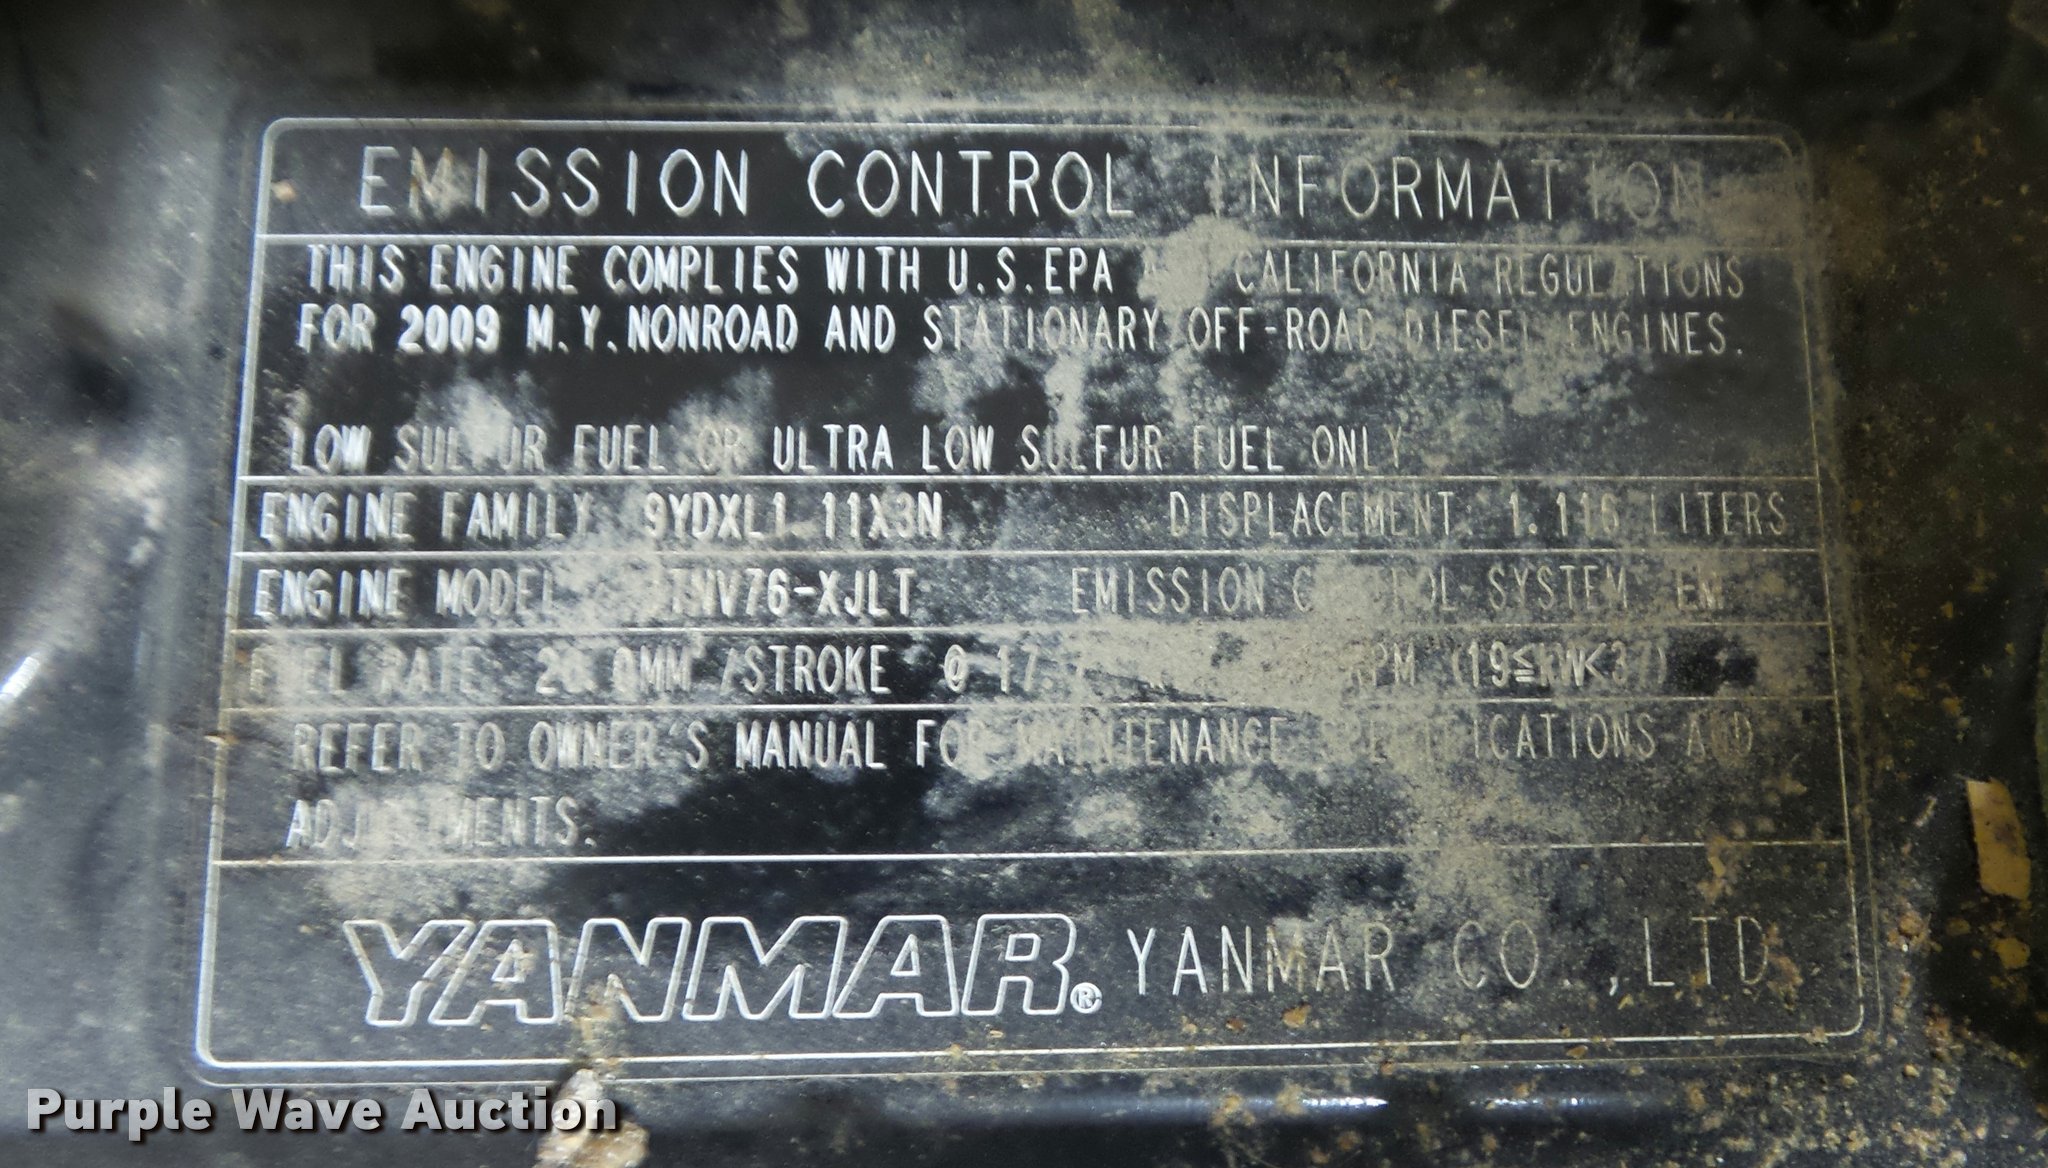 EMISSION CONTROL INFORMATION
THIS ENGINE COMPLIES WITH U.S.EPA CALIFORNIA REGULATIONS
FOR 2009 M.Y.NONROAD AND STATIONARY OFF-ROAD DIESEL ENGINES.
LOW SULFUR FUEL OR ULTRA LOW SULFUR FUEL ONLY
ENGINE FAMILY 9YDXL1.11X3N DISPLACEMENT 1.116 LITERS
ENGINE MODEL EMISSION CONTROL SYSTEM EM
FUEL RATE /STROKE @ RPM (19≦kW<37)
REFER TO OWNER'S MANUAL FOR MAINTENANCE SPECIFICATIONS AND
ADJUSTMENTS.
YANMAR® YANMAR CO.,LTD
Purple Wave Auction